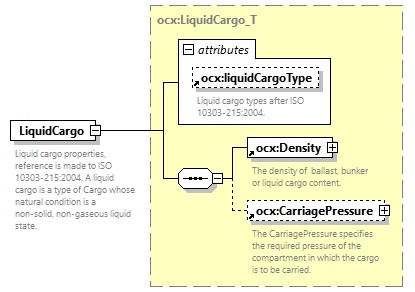 ocx:LiquidCargo_T
attributes
ocx:liquidCargoType
Liquid cargo types after ISO
10303-215:2004.
LiquidCargo
Liquid cargo properties,
reference is made to ISO
10303-215:2004. A liquid
cargo is a type of Cargo whose
natural condition is a
non-solid, non-gaseous liquid
state.
ocx:Density
The density of ballast, bunker
or liquid cargo content.
ocx:CarriagePressure
The CarriagePressure specifies
the required pressure of the
compartment in which the cargo
is to be carried.